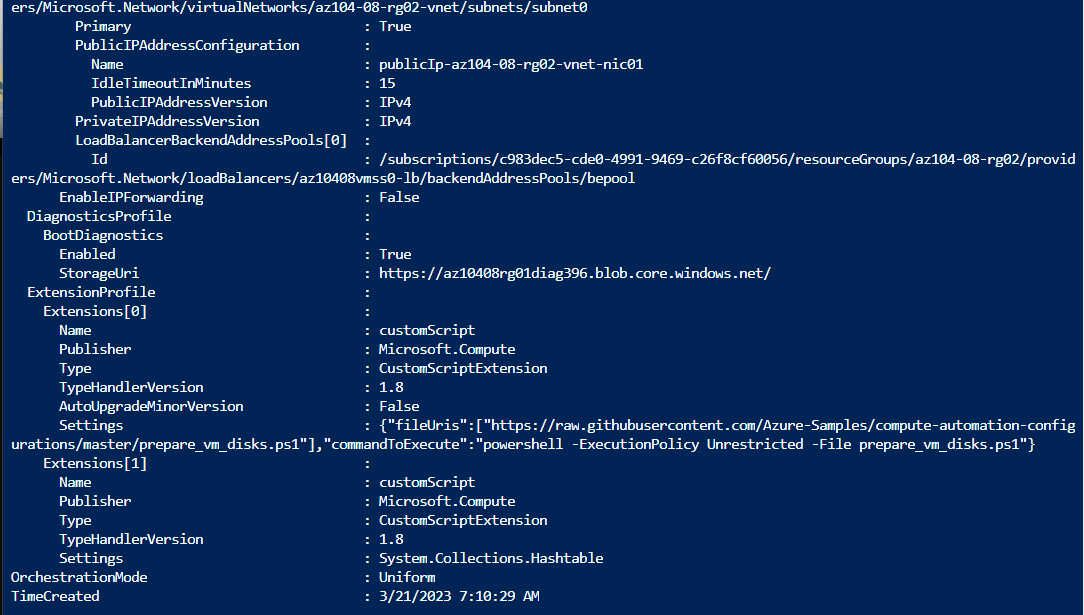 ers/Microsoft.Network/virtualNetworks/az104-08-rg02-vnet/subnets/subnet0
Primary : True
PublicIPAddressConfiguration :
Name : publicIp-az104-08-rg02-vnet-nic01
IdleTimeoutInMinutes : 15
PublicIPAddressVersion : IPv4
PrivateIPAddressVersion : IPv4
LoadBalancerBackendAddressPools[0] :
Id : /subscriptions/c983dec5-cde0-4991-9469-c26f8cf60056/resourceGroups/az104-08-rg02/provid
ers/Microsoft.Network/loadBalancers/az10408vmss0-lb/backendAddressPools/bepool
EnableIPForwarding : False
DiagnosticsProfile :
BootDiagnostics :
Enabled : True
StorageUri : https://az10408rg01diag396.blob.core.windows.net/
ExtensionProfile :
Extensions[0] :
Name : customScript
Publisher : Microsoft.Compute
Type : CustomScriptExtension
TypeHandlerVersion : 1.8
AutoUpgradeMinorVersion : False
Settings : {"fileUris":["https://raw.githubusercontent.com/Azure-Samples/compute-automation-config
urations/master/prepare_vm_disks.ps1"],"commandToExecute":"powershell -ExecutionPolicy Unrestricted -File prepare_vm_disks.ps1"}
Extensions[1] :
Name : customScript
Publisher : Microsoft.Compute
Type : CustomScriptExtension
TypeHandlerVersion : 1.8
Settings : System.Collections.Hashtable
OrchestrationMode : Uniform
TimeCreated : 3/21/2023 7:10:29 AM